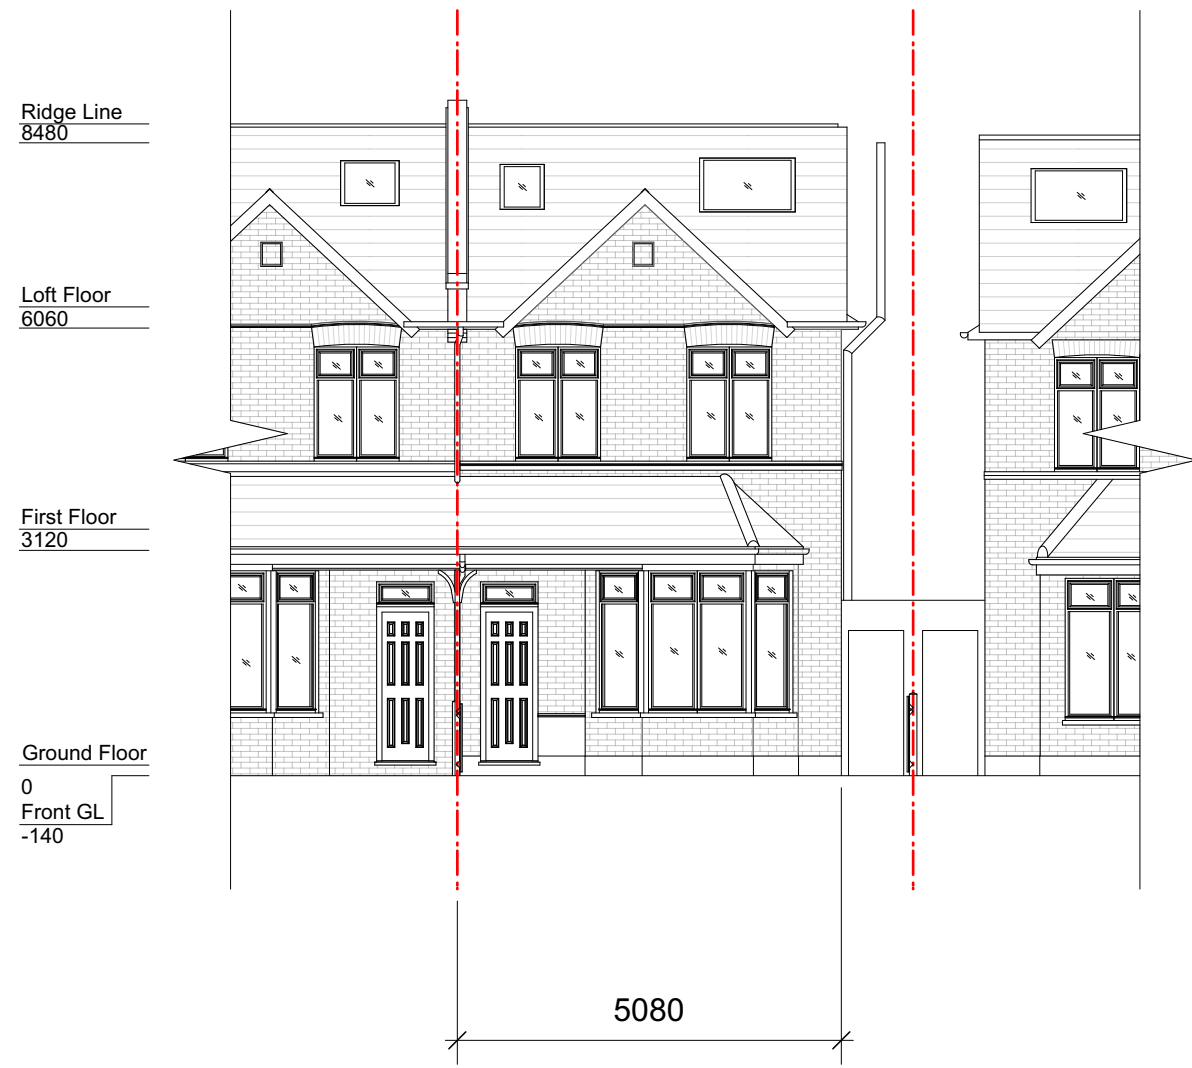 Ridge Line
8480
Loft Floor
6060
First Floor
3120
Ground Floor
0
Front GL
-140
5080